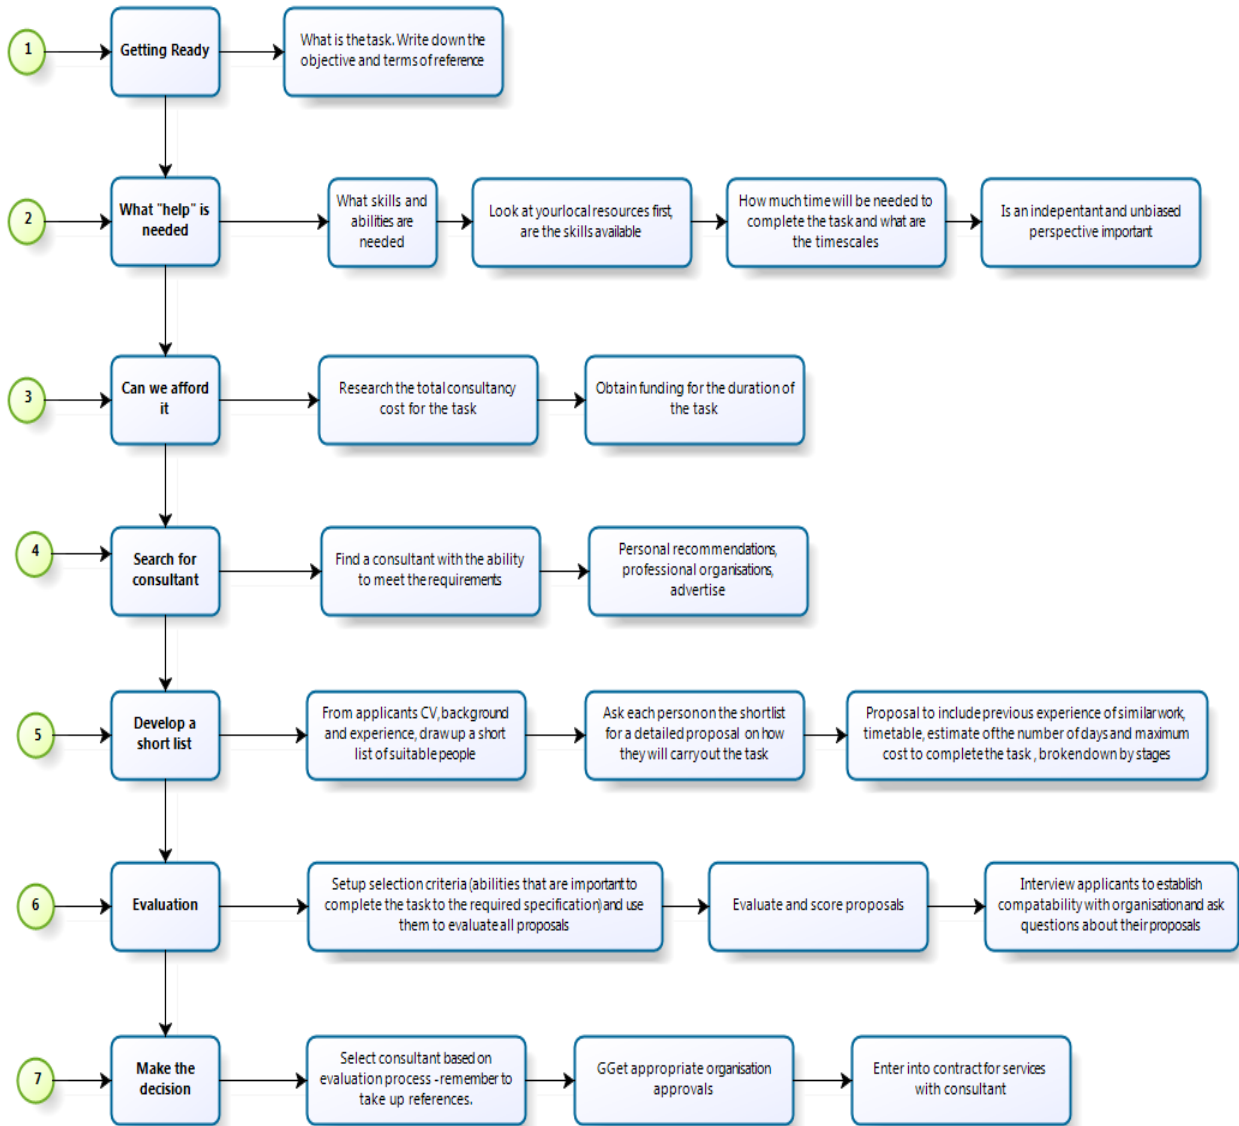 1
Getting Ready
What is the task. Write down the
objective and terms of reference
2
What "help" is
needed
What skills and
abilities are
needed
Look at yourlocal resources first,
are the skills available
How much time will be needed to
complete the task and what are
the timescales
Is an indepentant and unbiased
perspective important
3
Can we afford
it
Research the total consultancy
cost for the task
Obtain funding for the duration of
the task
4
Search for
consultant
Find a consultant with the ability
to meet the requirements
Personal recommendations,
professional organisations,
advertise
5
Develop a
short list
From applicants CV, background
and experience, draw up a short
list of suitable people
Ask each person on the shortlist
for a detailed proposal on how
they will carry out the task
Proposal to include previous experience of similar work,
timetable, estimate of the number of days and maximum
cost to complete the task , broken down by stages
6
Evaluation
Setup selection criteria (abilities that are important to
complete the task to the required specification) and use
them to evaluate all proposals
Evaluate and score proposals
Interview applicants to establish
compatability with organisation and ask
questions about their proposals
7
Make the
decision
Select consultant based on
evaluation process - remember to
take up references.
GGet appropriate organisation
approvals
Enter into contract for services
with consultant